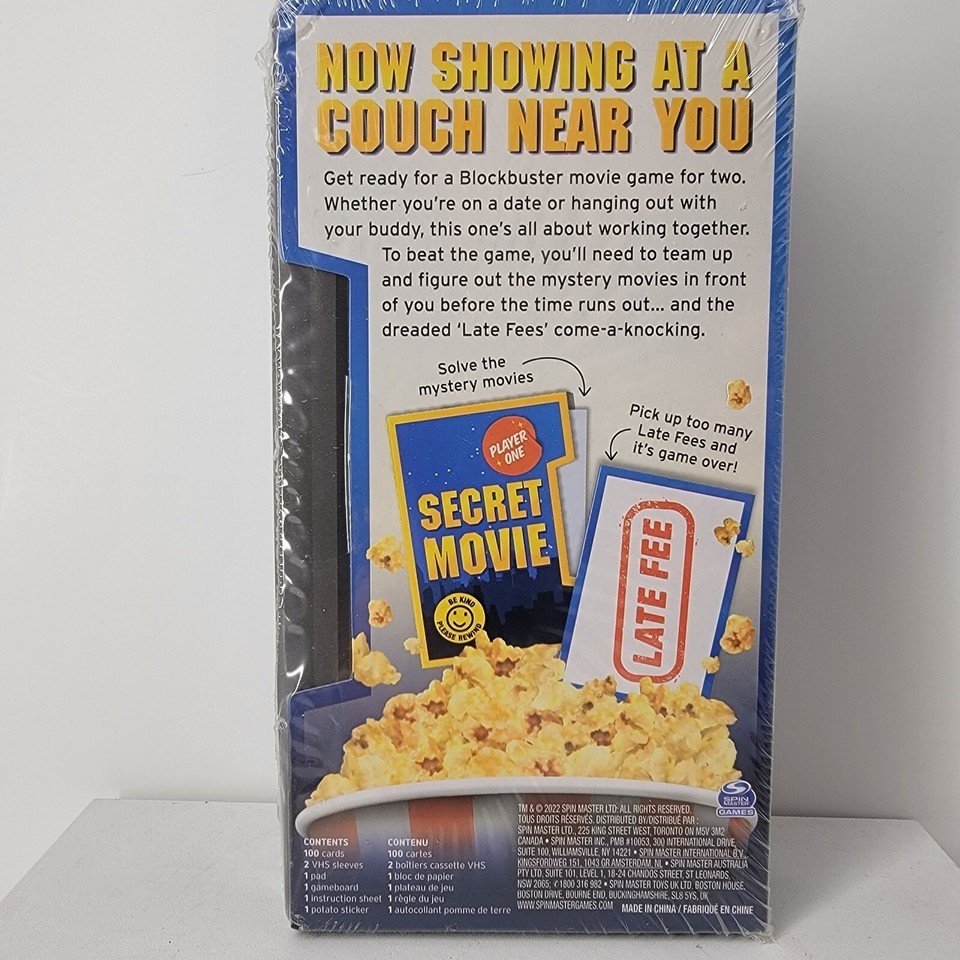 NOW SHOWING AT A
COUCH NEAR YOU
Get ready for a Blockbuster movie game for two.
Whether you're on a date or hanging out with
your buddy, this one's all about working together.
To beat the game, you'll need to team up
and figure out the mystery movies in front
of you before the time runs out... and the
dreaded 'Late Fees' come-a-knocking.
Solve the
mystery movies
Pick up too many
Late Fees and
it's game over!
PLAYER
ONE
SECRET
MOVIE
BE KIND
PLEASE REWIND
LATE FEE
SPIN
MASTER
GAMES
CONTENTS
100 cards
2 VHS sleeves
1 pad
1 gameboard
1 instruction sheet
1 potato sticker
CONTENU
100 cartes
2 boîtiers cassette VHS
1 bloc de papier
1 plateau de jeu
1 règle du jeu
1 autocollant pomme de terre
TM & © 2022 SPIN MASTER LTD. ALL RIGHTS RESERVED.
TOUS DROITS RÉSERVÉS. DISTRIBUTED BY/DISTRIBUÉ PAR :
SPIN MASTER LTD., 225 KING STREET WEST, TORONTO ON M5V 3M2
CANADA • SPIN MASTER INC., PMB #10053, 300 INTERNATIONAL DRIVE,
SUITE 100, WILLIAMSVILLE, NY 14221 • SPIN MASTER INTERNATIONAL B.V.,
KINGSFORDWEG 151, 1043 GR AMSTERDAM, NL • SPIN MASTER AUSTRALIA
PTY LTD, SUITE 101, LEVEL 1, 18-24 CHANDOS STREET, ST LEONARDS,
NSW 2065; ✆ 1800 316 982 • SPIN MASTER TOYS UK LTD. BOSTON HOUSE,
BOSTON DRIVE, BOURNE END, BUCKINGHAMSHIRE, SL8 5YS, UK
WWW.SPINMASTERGAMES.COM MADE IN CHINA / FABRIQUÉ EN CHINE